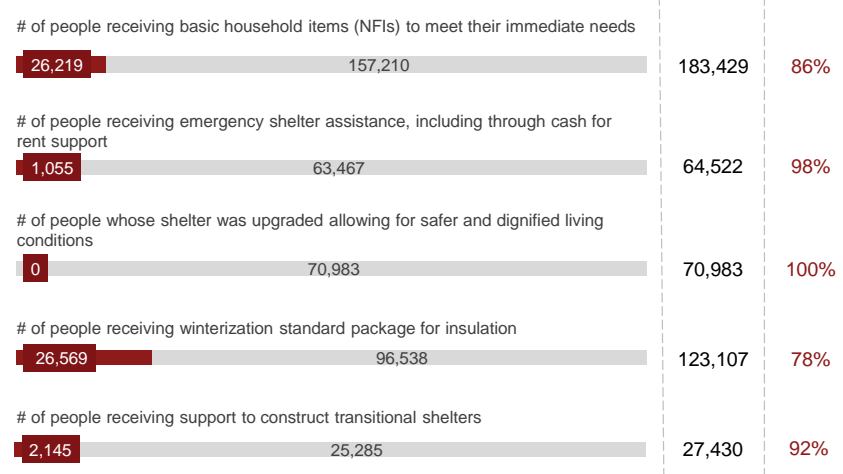 # of people receiving basic household items (NFIs) to meet their immediate needs
26,219 157,210 183,429 86%
# of people receiving emergency shelter assistance, including through cash for
rent support
1,055 63,467 64,522 98%
# of people whose shelter was upgraded allowing for safer and dignified living
conditions
0 70,983 70,983 100%
# of people receiving winterization standard package for insulation
26,569 96,538 123,107 78%
# of people receiving support to construct transitional shelters
2,145 25,285 27,430 92%